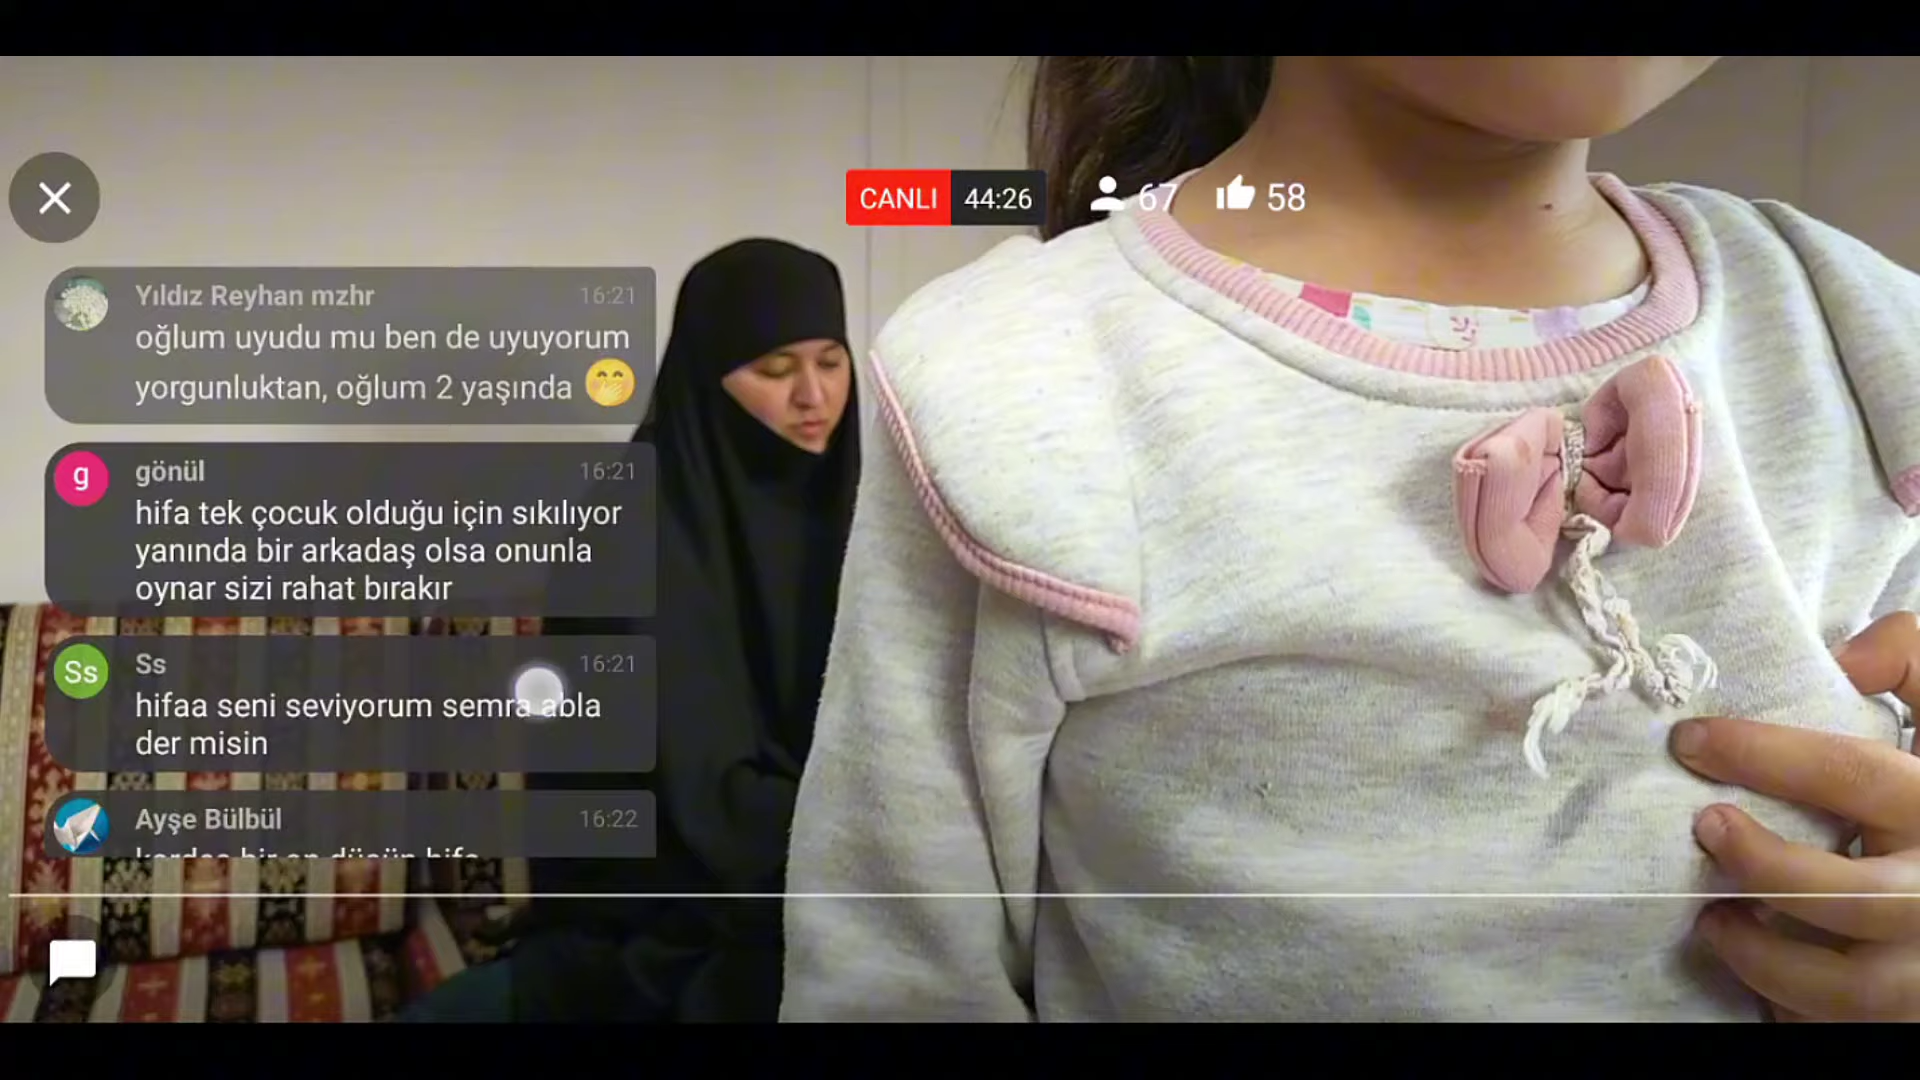 CANLI 44:26 67 58
Yıldız Reyhan mzhr 16:21
oğlum uyudu mu ben de uyuyorum
yorgunluktan, oğlum 2 yaşında 🤭
g gönül 16:21
hifa tek çocuk olduğu için sıkılıyor
yanında bir arkadaş olsa onunla
oynar sizi rahat bırakır
Ss Ss 16:21
hifaa seni seviyorum semra abla
der misin
Ayşe Bülbül 16:22